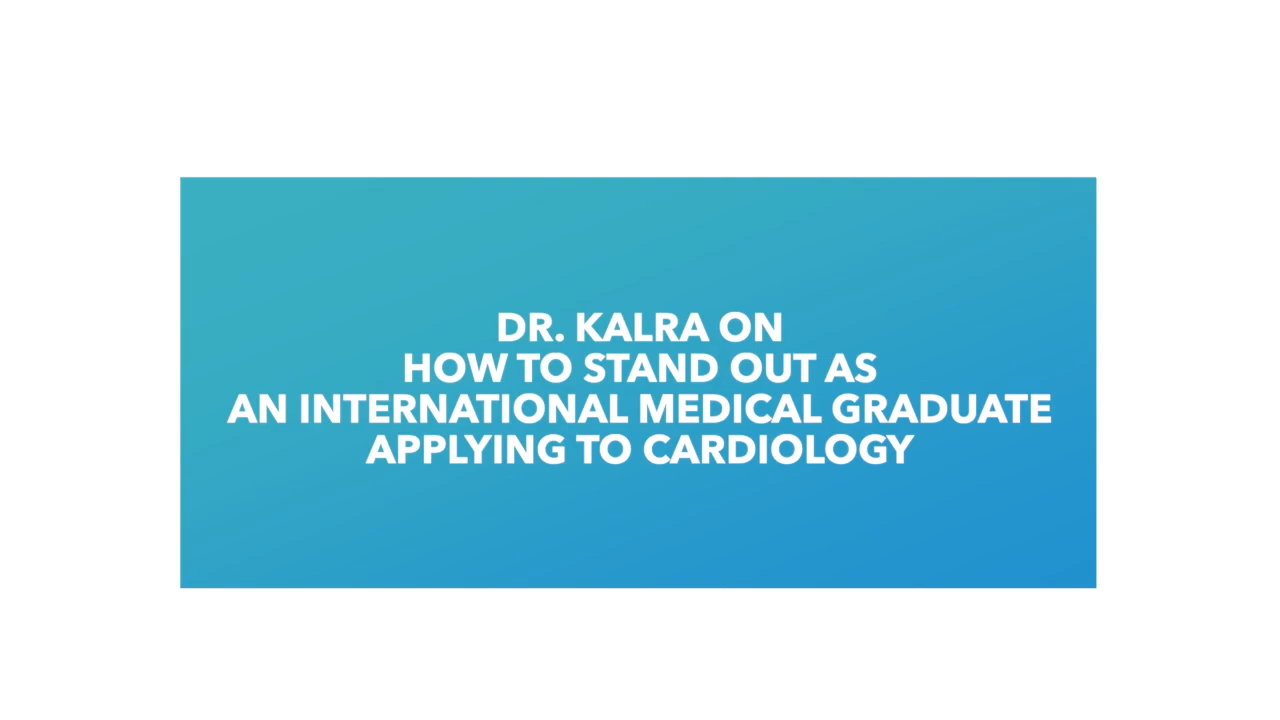 DR. KALRA ON
HOW TO STAND OUT AS
AN INTERNATIONAL MEDICAL GRADUATE
APPLYING TO CARDIOLOGY